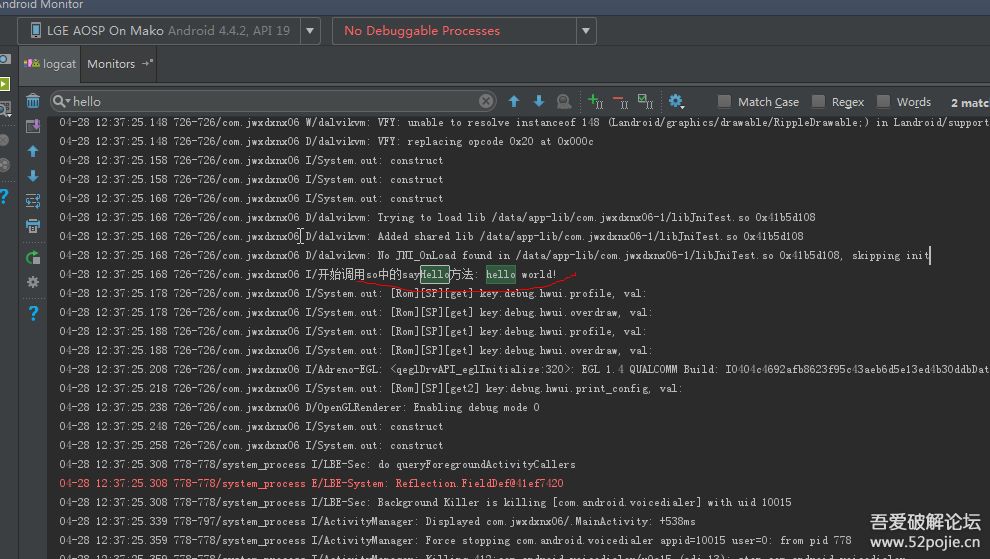 Android Monitor
LGE AOSP On Mako Android 4.4.2, API 19
No Debuggable Processes
logcat
Monitors
hello
Match Case
Regex
Words
2 matc
04-28 12:37:25.148 726-726/com.jwxdxnx06 W/dalvikvm: VFY: unable to resolve instanceof 148 (Landroid/graphics/drawable/RippleDrawable;) in Landroid/support
04-28 12:37:25.148 726-726/com.jwxdxnx06 D/dalvikvm: VFY: replacing opcode 0x20 at 0x000c
04-28 12:37:25.158 726-726/com.jwxdxnx06 I/System.out: construct
04-28 12:37:25.158 726-726/com.jwxdxnx06 I/System.out: construct
04-28 12:37:25.168 726-726/com.jwxdxnx06 I/System.out: construct
04-28 12:37:25.168 726-726/com.jwxdxnx06 D/dalvikvm: Trying to load lib /data/app-lib/com.jwxdxnx06-1/libJniTest.so 0x41b5d108
04-28 12:37:25.168 726-726/com.jwxdxnx06 D/dalvikvm: Added shared lib /data/app-lib/com.jwxdxnx06-1/libJniTest.so 0x41b5d108
04-28 12:37:25.168 726-726/com.jwxdxnx06 D/dalvikvm: No JNI_OnLoad found in /data/app-lib/com.jwxdxnx06-1/libJniTest.so 0x41b5d108, skipping init
04-28 12:37:25.168 726-726/com.jwxdxnx06 I/开始调用so中的sayHello方法: hello world!
04-28 12:37:25.178 726-726/com.jwxdxnx06 I/System.out: [Rom][SP][get] key:debug.hwui.profile, val:
04-28 12:37:25.178 726-726/com.jwxdxnx06 I/System.out: [Rom][SP][get] key:debug.hwui.overdraw, val:
04-28 12:37:25.188 726-726/com.jwxdxnx06 I/System.out: [Rom][SP][get] key:debug.hwui.profile, val:
04-28 12:37:25.188 726-726/com.jwxdxnx06 I/System.out: [Rom][SP][get] key:debug.hwui.overdraw, val:
04-28 12:37:25.208 726-726/com.jwxdxnx06 I/Adreno-EGL: <qeglDrvAPI_eglInitialize:320>: EGL 1.4 QUALCOMM Build: I0404c4692afb8623f95c43aeb6d5e13ed4b30ddbDat
04-28 12:37:25.218 726-726/com.jwxdxnx06 I/System.out: [Rom][SP][get2] key:debug.hwui.print_config, val:
04-28 12:37:25.238 726-726/com.jwxdxnx06 D/OpenGLRenderer: Enabling debug mode 0
04-28 12:37:25.248 726-726/com.jwxdxnx06 I/System.out: construct
04-28 12:37:25.258 726-726/com.jwxdxnx06 I/System.out: construct
04-28 12:37:25.308 778-778/system_process I/LBE-Sec: do queryForegroundActivityCallers
04-28 12:37:25.308 778-778/system_process E/LBE-System: Reflection.FieldDef@41ef7420
04-28 12:37:25.308 778-778/system_process I/LBE-Sec: Background Killer is killing [com.android.voicedialer] with uid 10015
04-28 12:37:25.339 778-797/system_process I/ActivityManager: Displayed com.jwxdxnx06/.MainActivity: +538ms
04-28 12:37:25.359 778-778/system_process I/ActivityManager: Force stopping com.android.voicedialer appid=10015 user=0: from pid 778
吾爱破解论坛
www.52pojie.cn